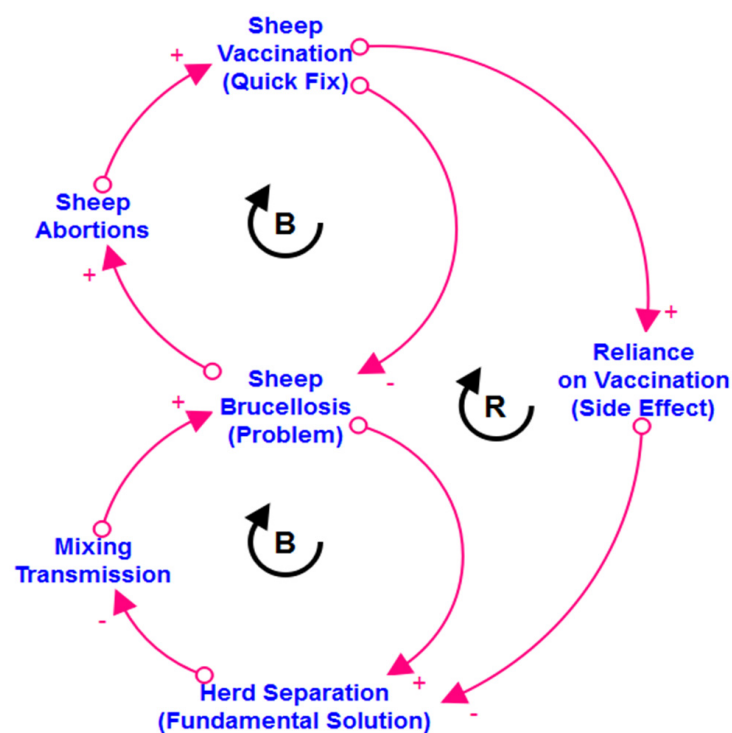 Sheep
Vaccination
(Quick Fix)
+
Sheep
Abortions
B
+
+
Reliance
on Vaccination
(Side Effect)
Sheep
Brucellosis
(Problem)
-
R
+
B
Mixing
Transmission
-
Herd Separation
(Fundamental Solution)
+
-